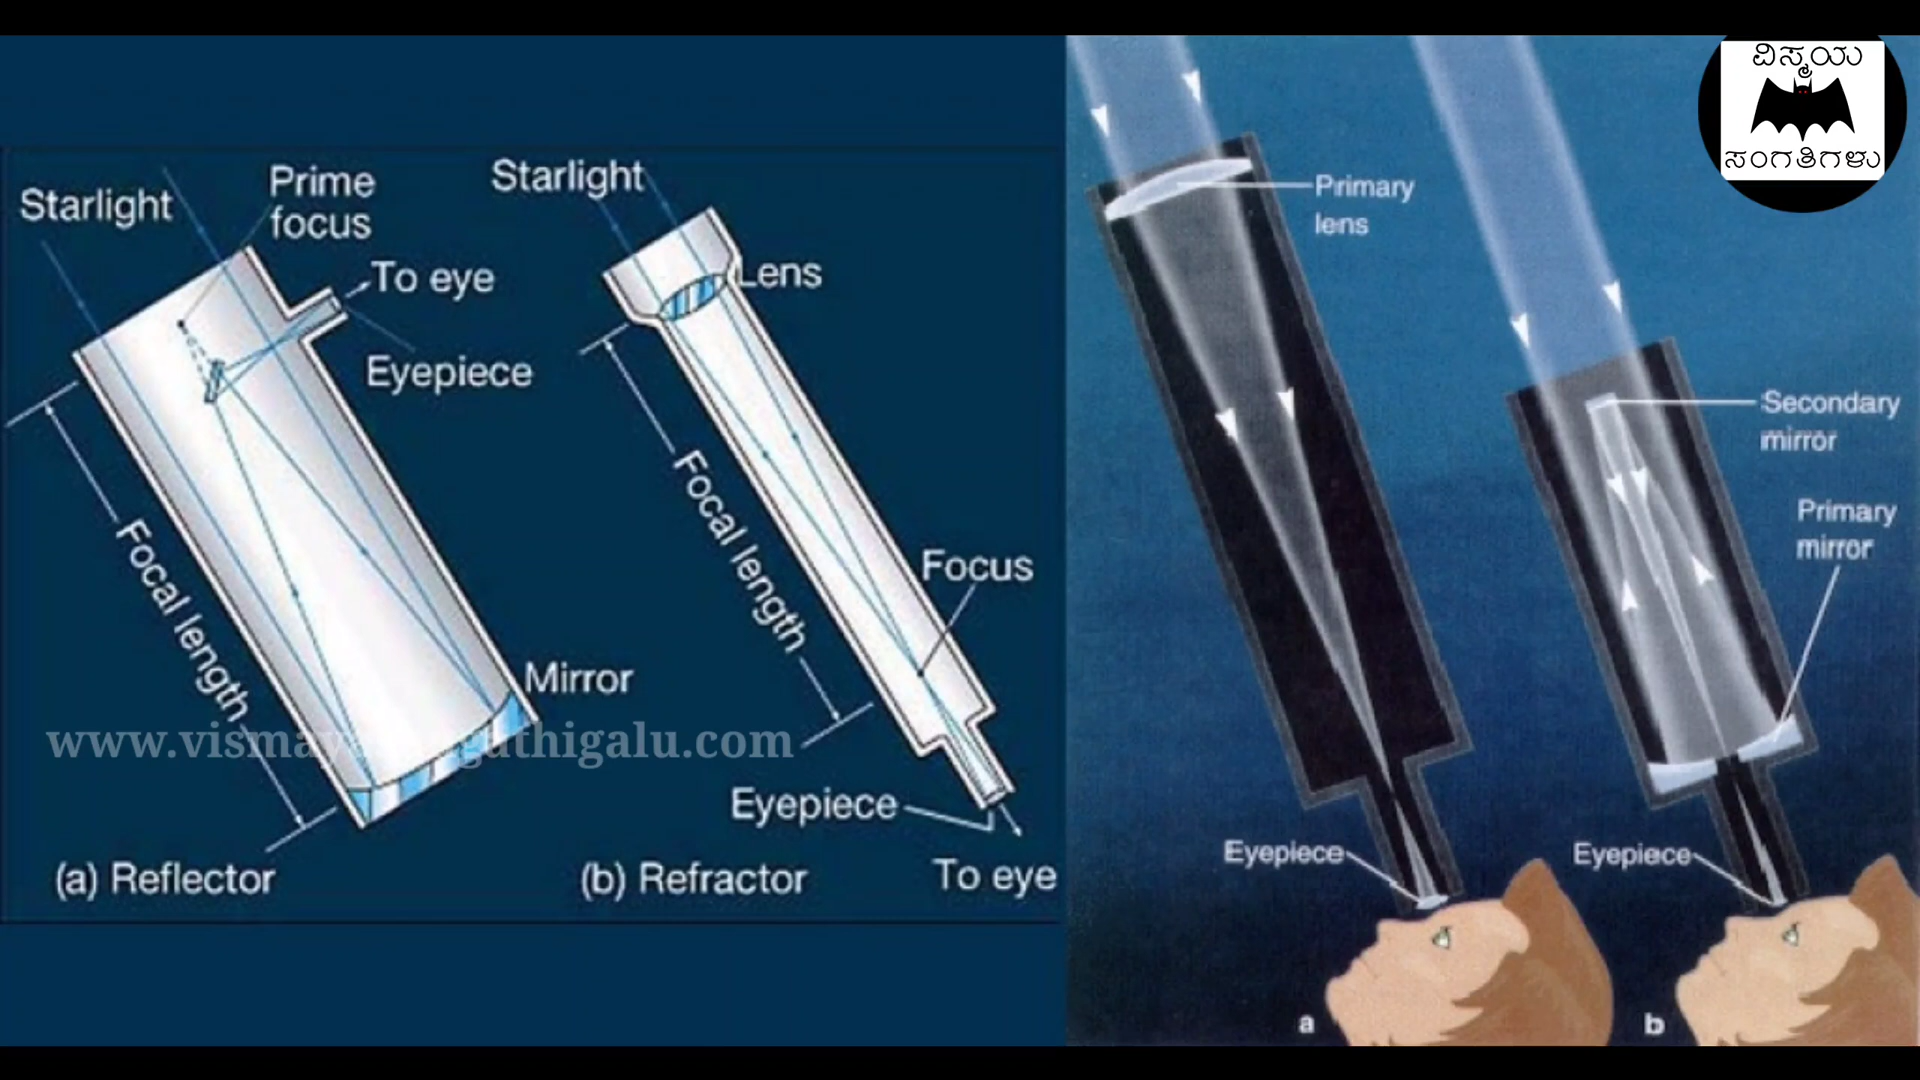 Starlight
Prime
focus
To eye
Eyepiece
Focal length
Mirror
(a) Reflector
Starlight
Lens
Focal length
Focus
Eyepiece
To eye
(b) Refractor
Primary
lens
Eyepiece
a
Secondary
mirror
Primary
mirror
Eyepiece
b
ವಿಸ್ಮಯ
ಸಂಗತಿಗಳು